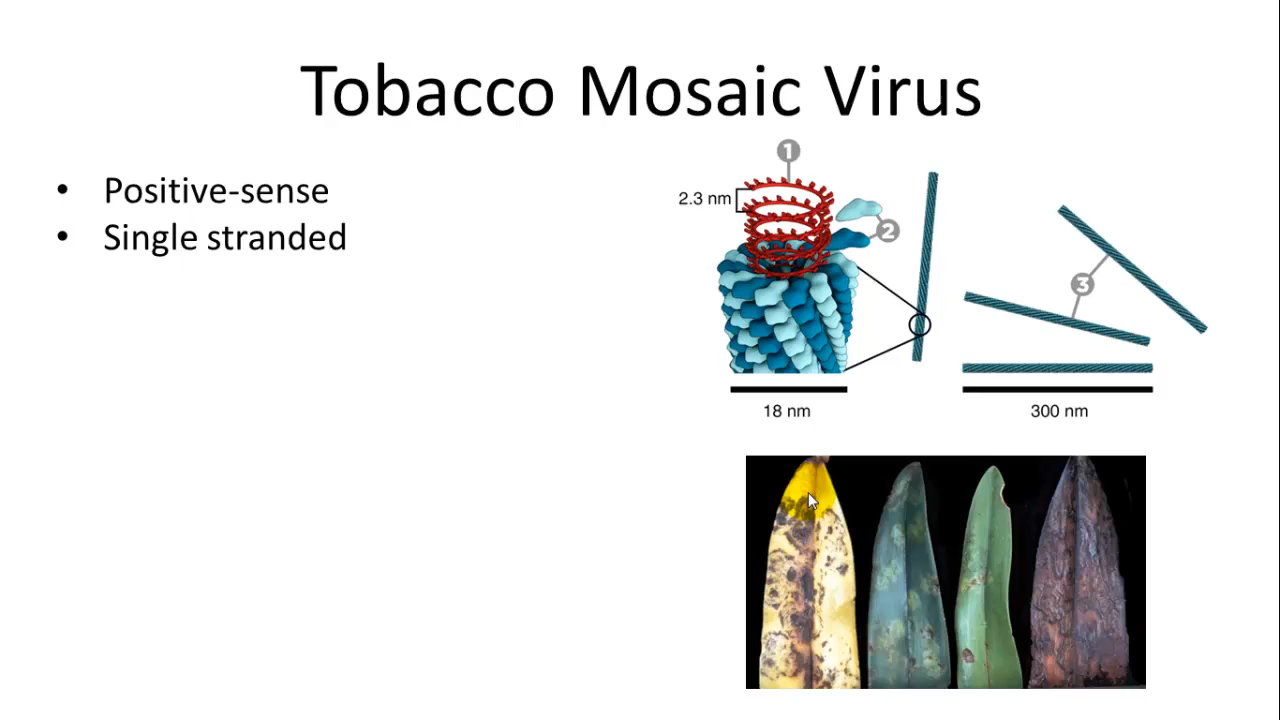 Tobacco Mosaic Virus
• Positive-sense
• Single stranded
1
2.3 nm
2
3
18 nm
300 nm